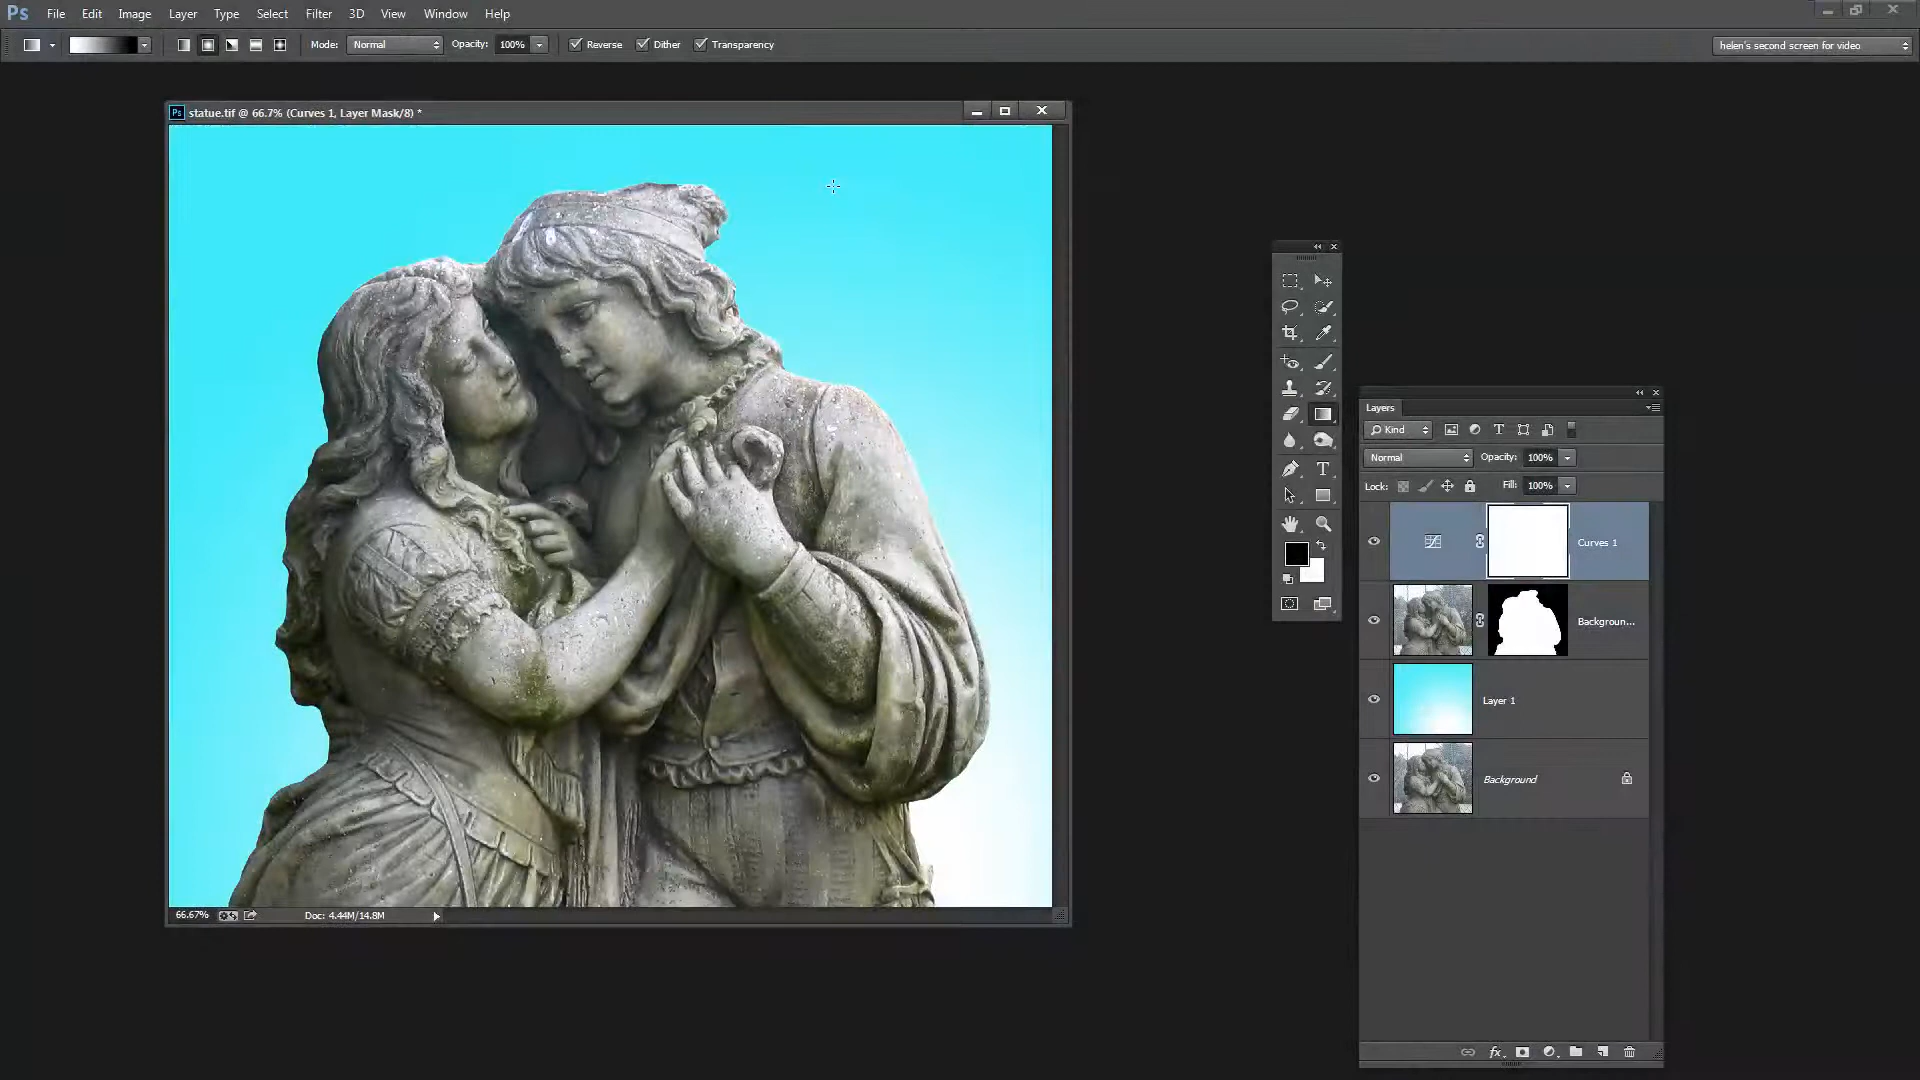 Ps File Edit Image Layer Type Select Filter 3D View Window Help
Mode: Normal Opacity: 100% Reverse Dither Transparency helen's second screen for video
Ps statue.tif @ 66.7% (Curves 1, Layer Mask/8) *
Layers
Kind
Normal Opacity: 100%
Lock: Fill: 100%
Curves 1
Backgroun...
Layer 1
Background
66.67% Doc: 4.44M/14.8M